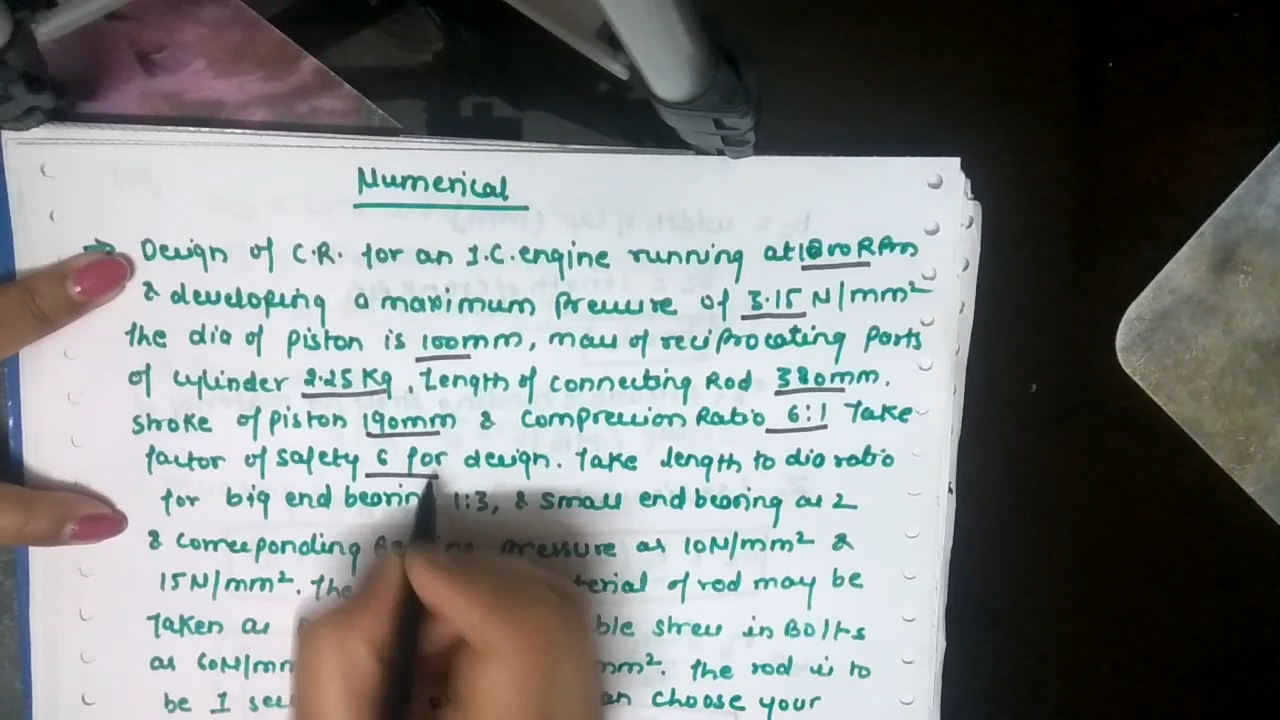 Numerical
→ Design of C.R. for an I.C. engine running at 1800 RPm
& developing a maximum Pressure of 3.15 N/mm²
the dia of piston is 100mm, mass of reciprocating parts
of cylinder 2.25 Kg, Length of connecting Rod 380mm.
stroke of piston 190mm & Compression Ratio 6:1 Take
factor of safety 6 for design. Take length to dia ratio
for big end bearing 1:3, & small end bearing as 2
& corresponding pressure as 10N/mm² &
15N/mm². The of rod may be
Taken as stress in Bolts
as 60N/mm². The rod is to
be I choose your